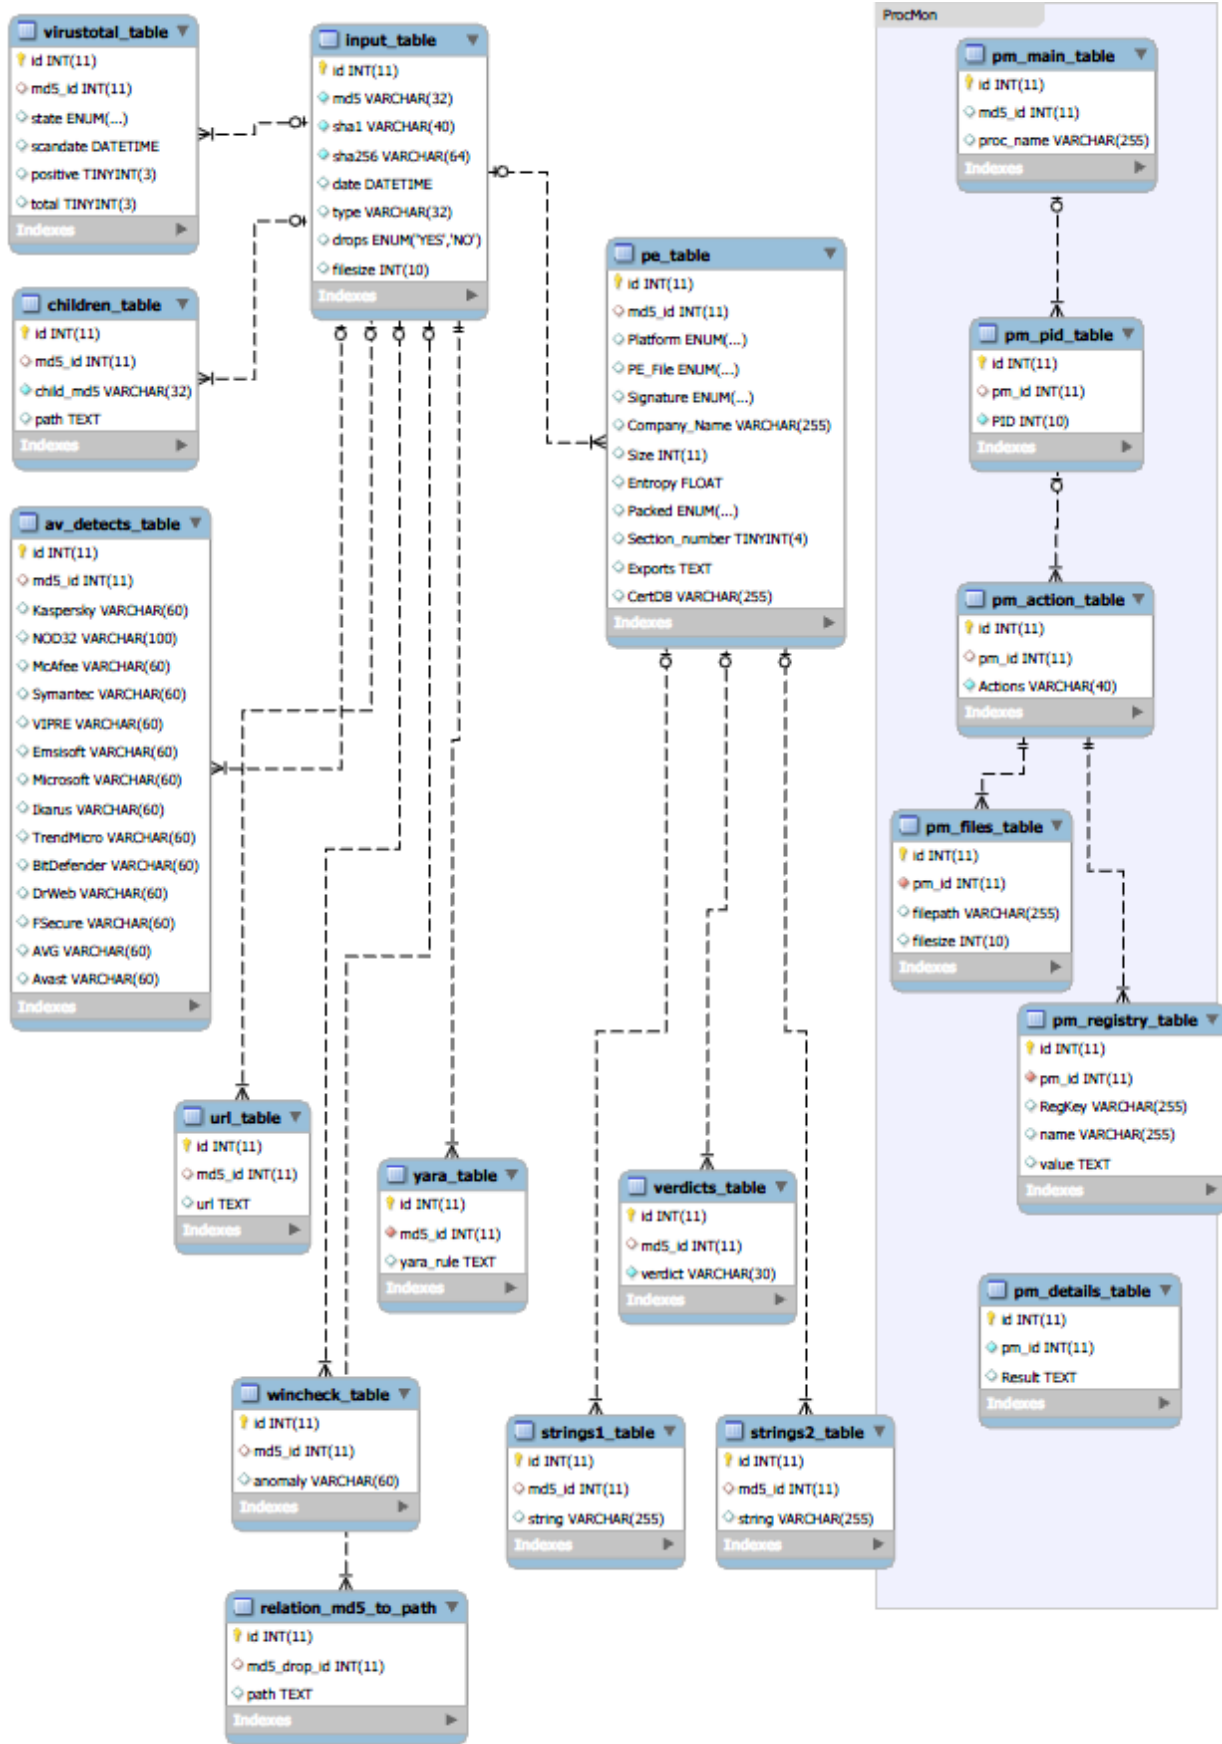 virustotal_table
id INT(11)
md5_id INT(11)
state ENUM(...)
scandate DATETIME
positive TINYINT(3)
total TINYINT(3)
Indexes
input_table
id INT(11)
md5 VARCHAR(32)
sha1 VARCHAR(40)
sha256 VARCHAR(64)
date DATETIME
type VARCHAR(32)
drops ENUM('YES','NO')
filesize INT(10)
Indexes
children_table
id INT(11)
md5_id INT(11)
child_md5 VARCHAR(32)
path TEXT
Indexes
av_detects_table
id INT(11)
md5_id INT(11)
Kaspersky VARCHAR(60)
NOD32 VARCHAR(100)
McAfee VARCHAR(60)
Symantec VARCHAR(60)
VIPRE VARCHAR(60)
Emsisoft VARCHAR(60)
Microsoft VARCHAR(60)
Ikarus VARCHAR(60)
TrendMicro VARCHAR(60)
BitDefender VARCHAR(60)
DrWeb VARCHAR(60)
FSecure VARCHAR(60)
AVG VARCHAR(60)
Avast VARCHAR(60)
Indexes
pe_table
id INT(11)
md5_id INT(11)
Platform ENUM(...)
PE_File ENUM(...)
Signature ENUM(...)
Company_Name VARCHAR(255)
Size INT(11)
Entropy FLOAT
Packed ENUM(...)
Section_number TINYINT(4)
Exports TEXT
CertDB VARCHAR(255)
Indexes
url_table
id INT(11)
md5_id INT(11)
url TEXT
Indexes
yara_table
id INT(11)
md5_id INT(11)
yara_rule TEXT
Indexes
verdicts_table
id INT(11)
md5_id INT(11)
verdict VARCHAR(30)
Indexes
wincheck_table
id INT(11)
md5_id INT(11)
anomaly VARCHAR(60)
Indexes
strings1_table
id INT(11)
md5_id INT(11)
string VARCHAR(255)
Indexes
strings2_table
id INT(11)
md5_id INT(11)
string VARCHAR(255)
Indexes
relation_md5_to_path
id INT(11)
md5_drop_id INT(11)
path TEXT
Indexes
ProcMon
pm_main_table
id INT(11)
md5_id INT(11)
proc_name VARCHAR(255)
Indexes
pm_pid_table
id INT(11)
pm_id INT(11)
PID INT(10)
Indexes
pm_action_table
id INT(11)
pm_id INT(11)
Actions VARCHAR(40)
Indexes
pm_files_table
id INT(11)
pm_id INT(11)
filepath VARCHAR(255)
filesize INT(10)
Indexes
pm_registry_table
id INT(11)
pm_id INT(11)
RegKey VARCHAR(255)
name VARCHAR(255)
value TEXT
Indexes
pm_details_table
id INT(11)
pm_id INT(11)
Result TEXT
Indexes